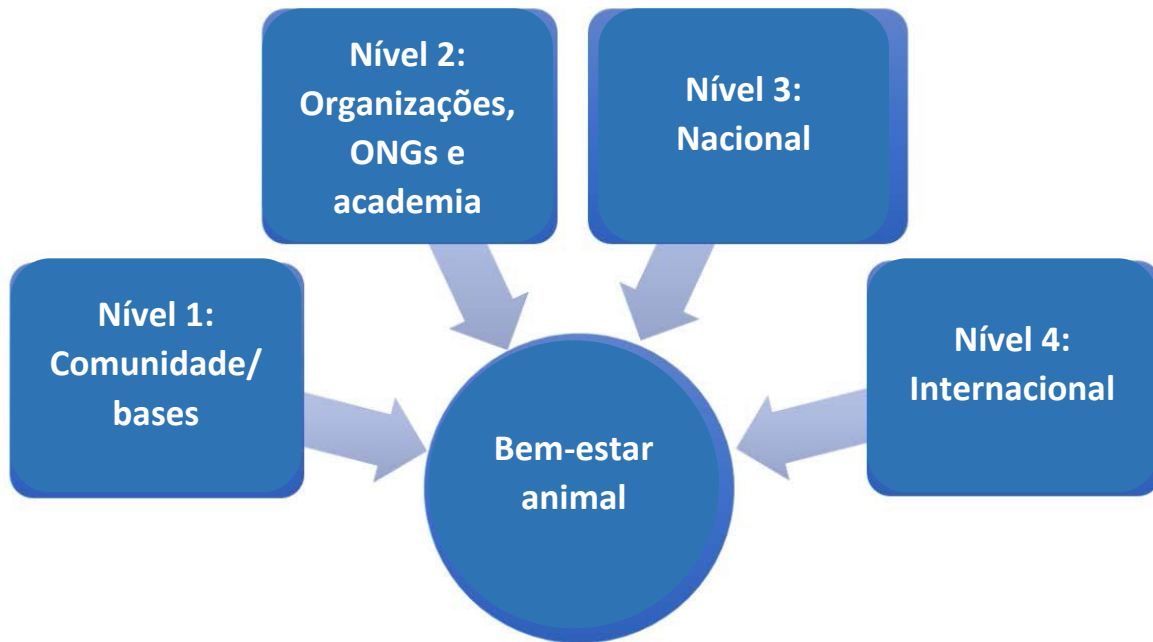 Nível 1:
Comunidade/
bases
Nível 2:
Organizações,
ONGs e
academia
Nível 3:
Nacional
Nível 4:
Internacional
Bem-estar
animal